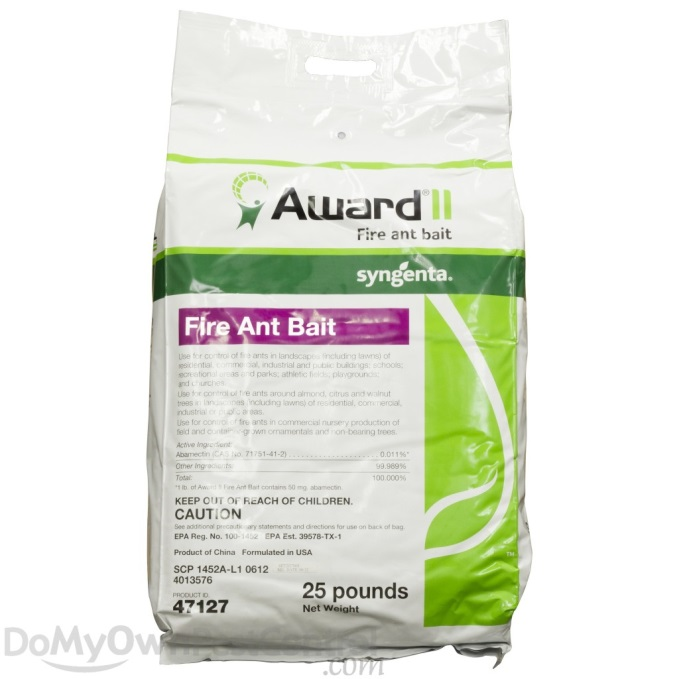 Award® II
Fire ant bait
syngenta®
Fire Ant Bait
Use for control of fire ants in landscapes (including lawns) of
residential, commercial, industrial and public buildings; schools;
recreational areas and parks; athletic fields; playgrounds;
and churches.
Use for control of fire ants around almond, citrus and walnut
trees in landscapes (including lawns) of residential, commercial,
industrial or public areas.
Use for control of fire ants in commercial nursery production of
field and container-grown ornamentals and non-bearing trees.
Active Ingredient:
Abamectin (CAS No. 71751-41-2) 0.011%*
Other Ingredients: 99.989%
Total: 100.000%
*1 lb. of Award II Fire Ant Bait contains 50 mg. abamectin.
KEEP OUT OF REACH OF CHILDREN.
CAUTION
See additional precautionary statements and directions for use on back of bag.
EPA Reg. No. 100-1452 EPA Est. 39578-TX-1
Product of China Formulated in USA
SCP 1452A-L1 0612
4013576
PRODUCT ID:
47127
25 pounds
Net Weight
TM
DoMyOwnPestControl
.com